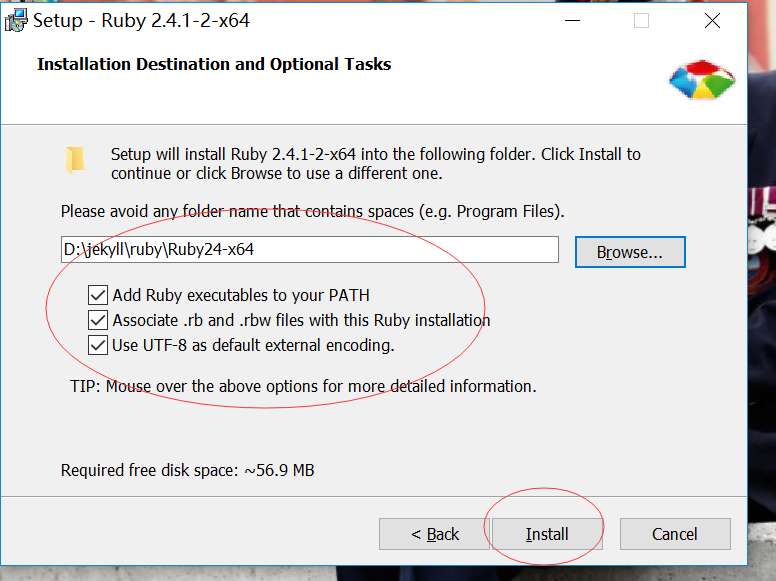 Setup - Ruby 2.4.1-2-x64
Installation Destination and Optional Tasks
Setup will install Ruby 2.4.1-2-x64 into the following folder. Click Install to
continue or click Browse to use a different one.
Please avoid any folder name that contains spaces (e.g. Program Files).
D:\jekyll\ruby\Ruby24-x64
Browse...
Add Ruby executables to your PATH
Associate .rb and .rbw files with this Ruby installation
Use UTF-8 as default external encoding.
TIP: Mouse over the above options for more detailed information.
Required free disk space: ~56.9 MB
< Back
Install
Cancel